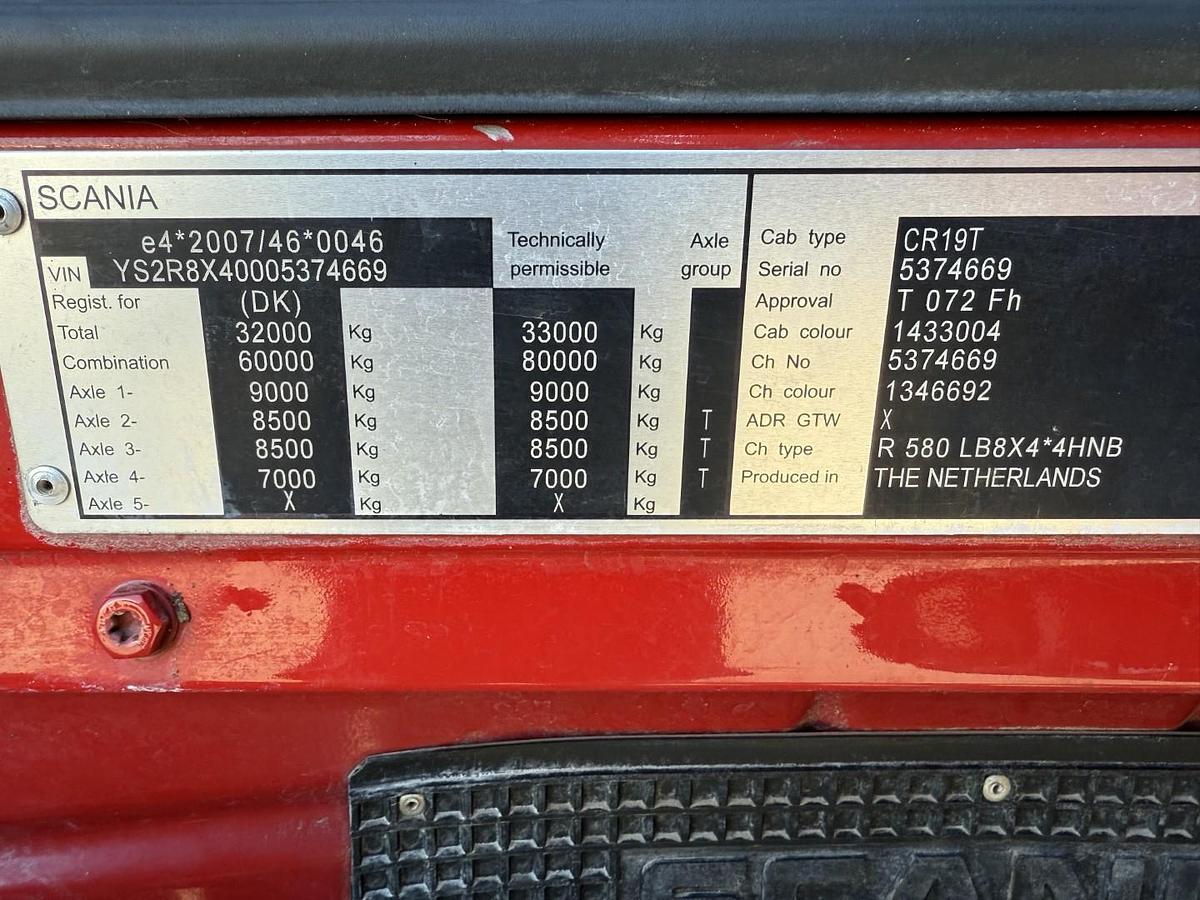 SCANIA
e4*2007/46*0046
VIN YS2R8X40005374669
Technically permissible
Axle group
Regist. for (DK)
Total 32000 Kg 33000 Kg
Combination 60000 Kg 80000 Kg
Axle 1- 9000 Kg 9000 Kg
Axle 2- 8500 Kg 8500 Kg T
Axle 3- 8500 Kg 8500 Kg T
Axle 4- 7000 Kg 7000 Kg T
Axle 5- X Kg X Kg
Cab type CR19T
Serial no 5374669
Approval T 072 Fh
Cab colour 1433004
Ch No 5374669
Ch colour 1346692
ADR GTW X
Ch type R 580 LB8X4*4HNB
Produced in THE NETHERLANDS